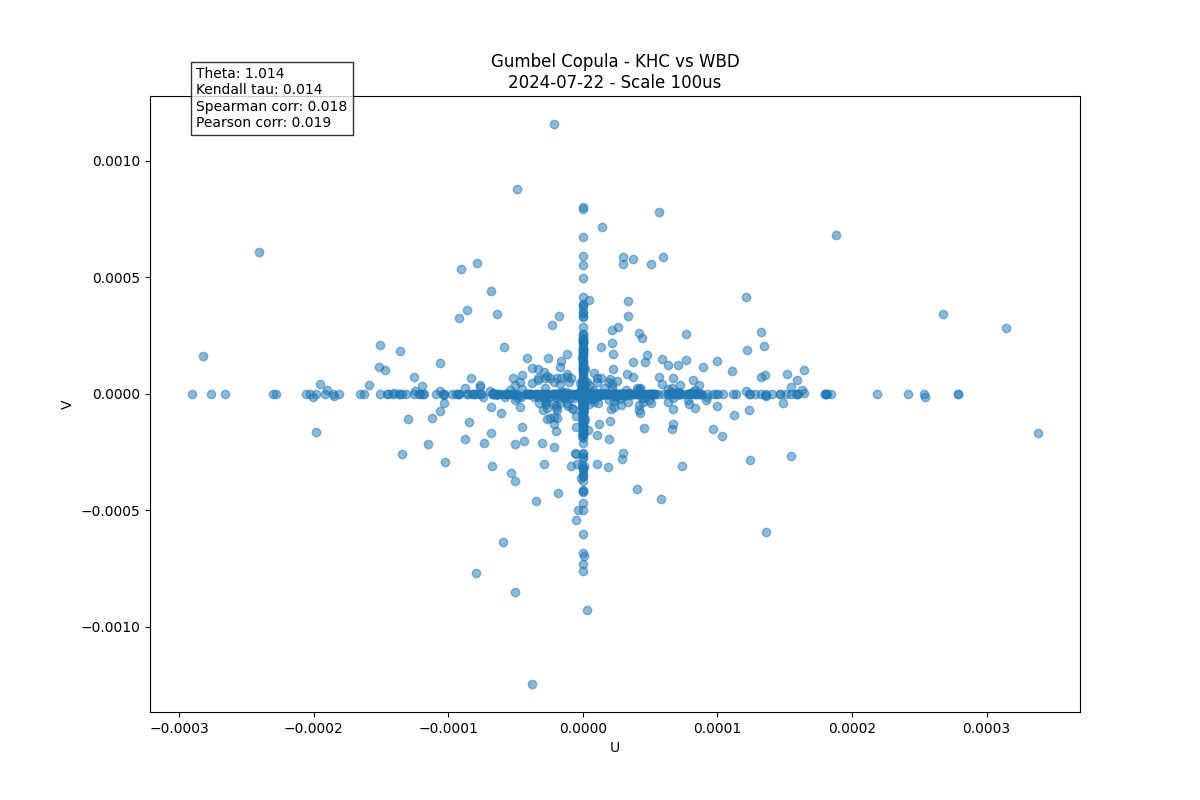 Gumbel Copula - KHC vs WBD
2024-07-22 - Scale 100us
Theta: 1.014
Kendall tau: 0.014
Spearman corr: 0.018
Pearson corr: 0.019
0.0010
0.0005
0.0000
−0.0005
−0.0010
V
−0.0003 −0.0002 −0.0001 0.0000 0.0001 0.0002 0.0003
U